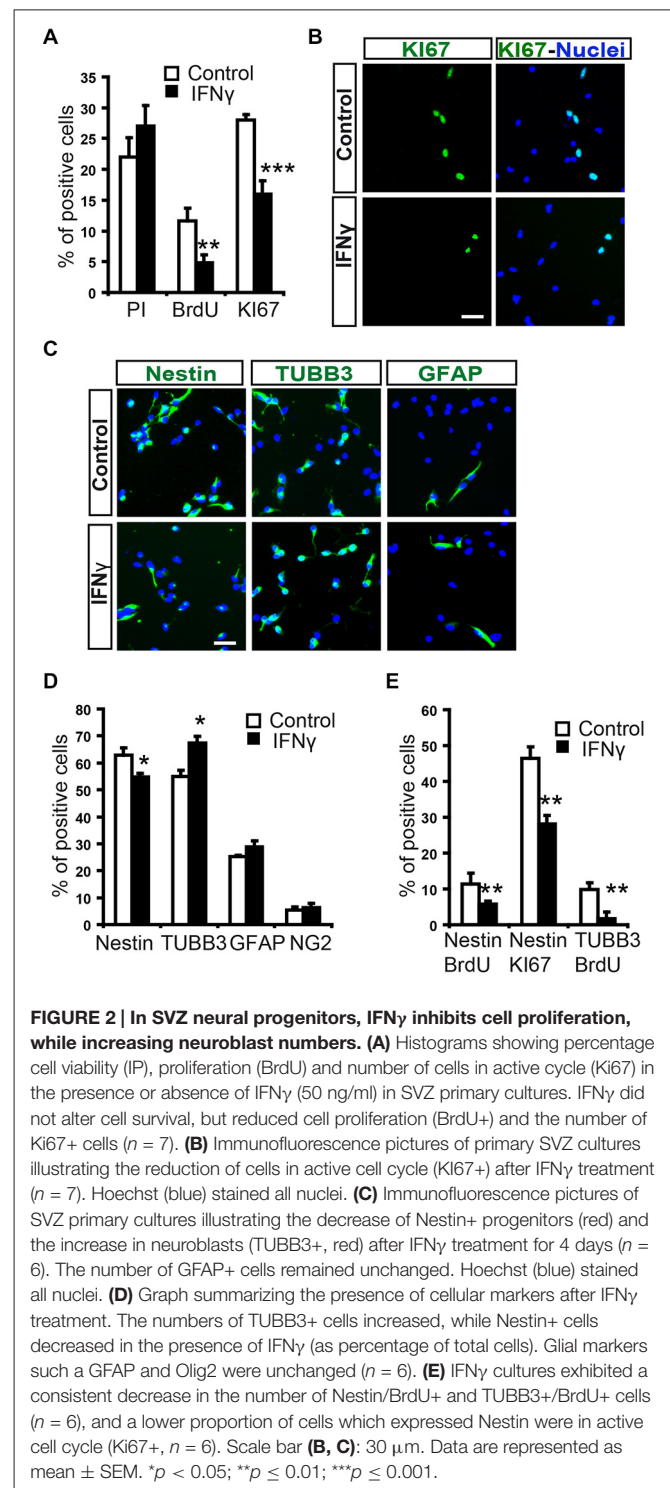 A
Control
IFNγ
35
30
25
20
15
10
5
0
% of positive cells
**
***
PI BrdU KI67
B
KI67 KI67-Nuclei
Control
IFNγ
C
Nestin TUBB3 GFAP
Control
IFNγ
D
Control
IFNγ
80
70
60
50
40
30
20
10
0
% of positive cells
*
*
Nestin TUBB3 GFAP NG2
E
Control
IFNγ
60
50
40
30
20
10
0
% of positive cells
**
**
**
Nestin Nestin TUBB3
BrdU KI67 BrdU
FIGURE 2 | In SVZ neural progenitors, IFNγ inhibits cell proliferation,
while increasing neuroblast numbers. (A) Histograms showing percentage
cell viability (IP), proliferation (BrdU) and number of cells in active cycle (Ki67) in
the presence or absence of IFNγ (50 ng/ml) in SVZ primary cultures. IFNγ did
not alter cell survival, but reduced cell proliferation (BrdU+) and the number of
Ki67+ cells (n = 7). (B) Immunofluorescence pictures of primary SVZ cultures
illustrating the reduction of cells in active cell cycle (KI67+) after IFNγ treatment
(n = 7). Hoechst (blue) stained all nuclei. (C) Immunofluorescence pictures of
SVZ primary cultures illustrating the decrease of Nestin+ progenitors (red) and
the increase in neuroblasts (TUBB3+, red) after IFNγ treatment for 4 days (n =
6). The number of GFAP+ cells remained unchanged. Hoechst (blue) stained
all nuclei. (D) Graph summarizing the presence of cellular markers after IFNγ
treatment. The numbers of TUBB3+ cells increased, while Nestin+ cells
decreased in the presence of IFNγ (as percentage of total cells). Glial markers
such a GFAP and Olig2 were unchanged (n = 6). (E) IFNγ cultures exhibited a
consistent decrease in the number of Nestin/BrdU+ and TUBB3+/BrdU+ cells
(n = 6), and a lower proportion of cells which expressed Nestin were in active
cell cycle (Ki67+, n = 6). Scale bar (B, C): 30 μm. Data are represented as
mean ± SEM. *p < 0.05; **p ≤ 0.01; ***p ≤ 0.001.